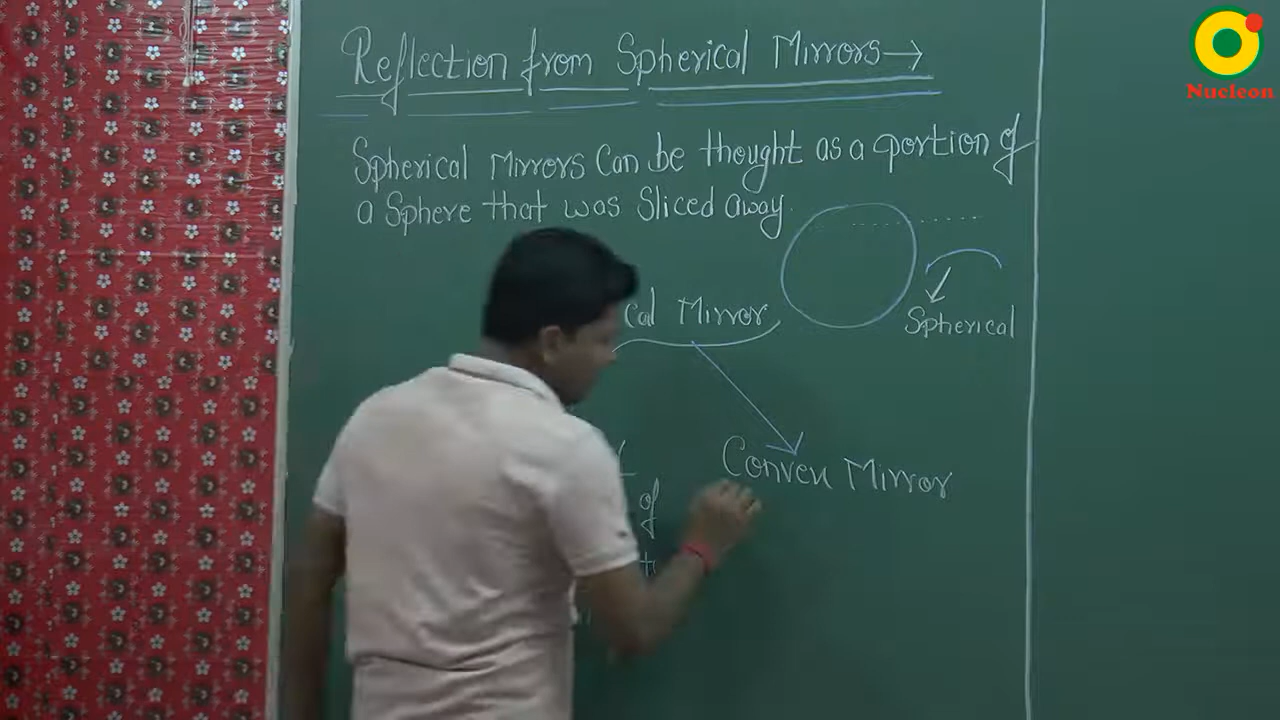 Reflection from Spherical Mirrors→
Spherical Mirrors Can be thought as a portion of
a Sphere that was Sliced away.
Spherical
cal Mirror
Convex Mirror
of
Nucleon